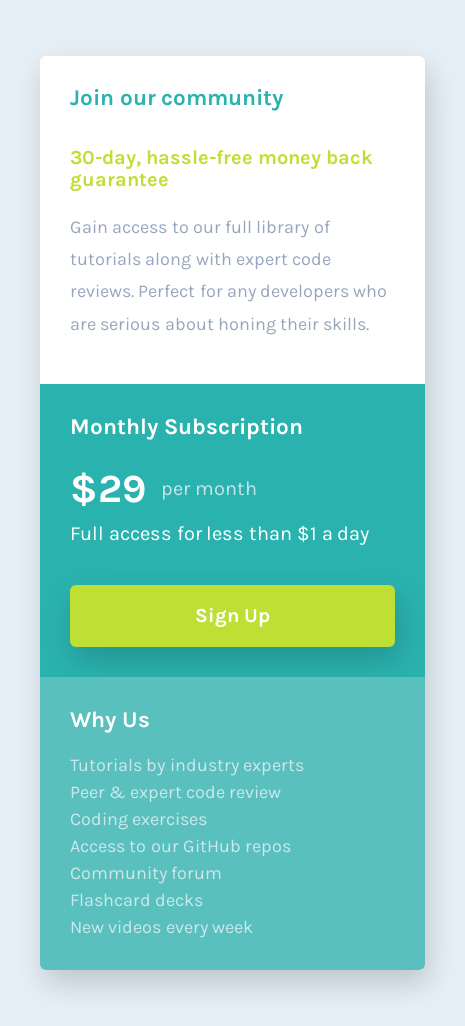 Join our community
30-day, hassle-free money back
guarantee
Gain access to our full library of
tutorials along with expert code
reviews. Perfect for any developers who
are serious about honing their skills.
Monthly Subscription
$29 per month
Full access for less than $1 a day
Sign Up
Why Us
Tutorials by industry experts
Peer & expert code review
Coding exercises
Access to our GitHub repos
Community forum
Flashcard decks
New videos every week